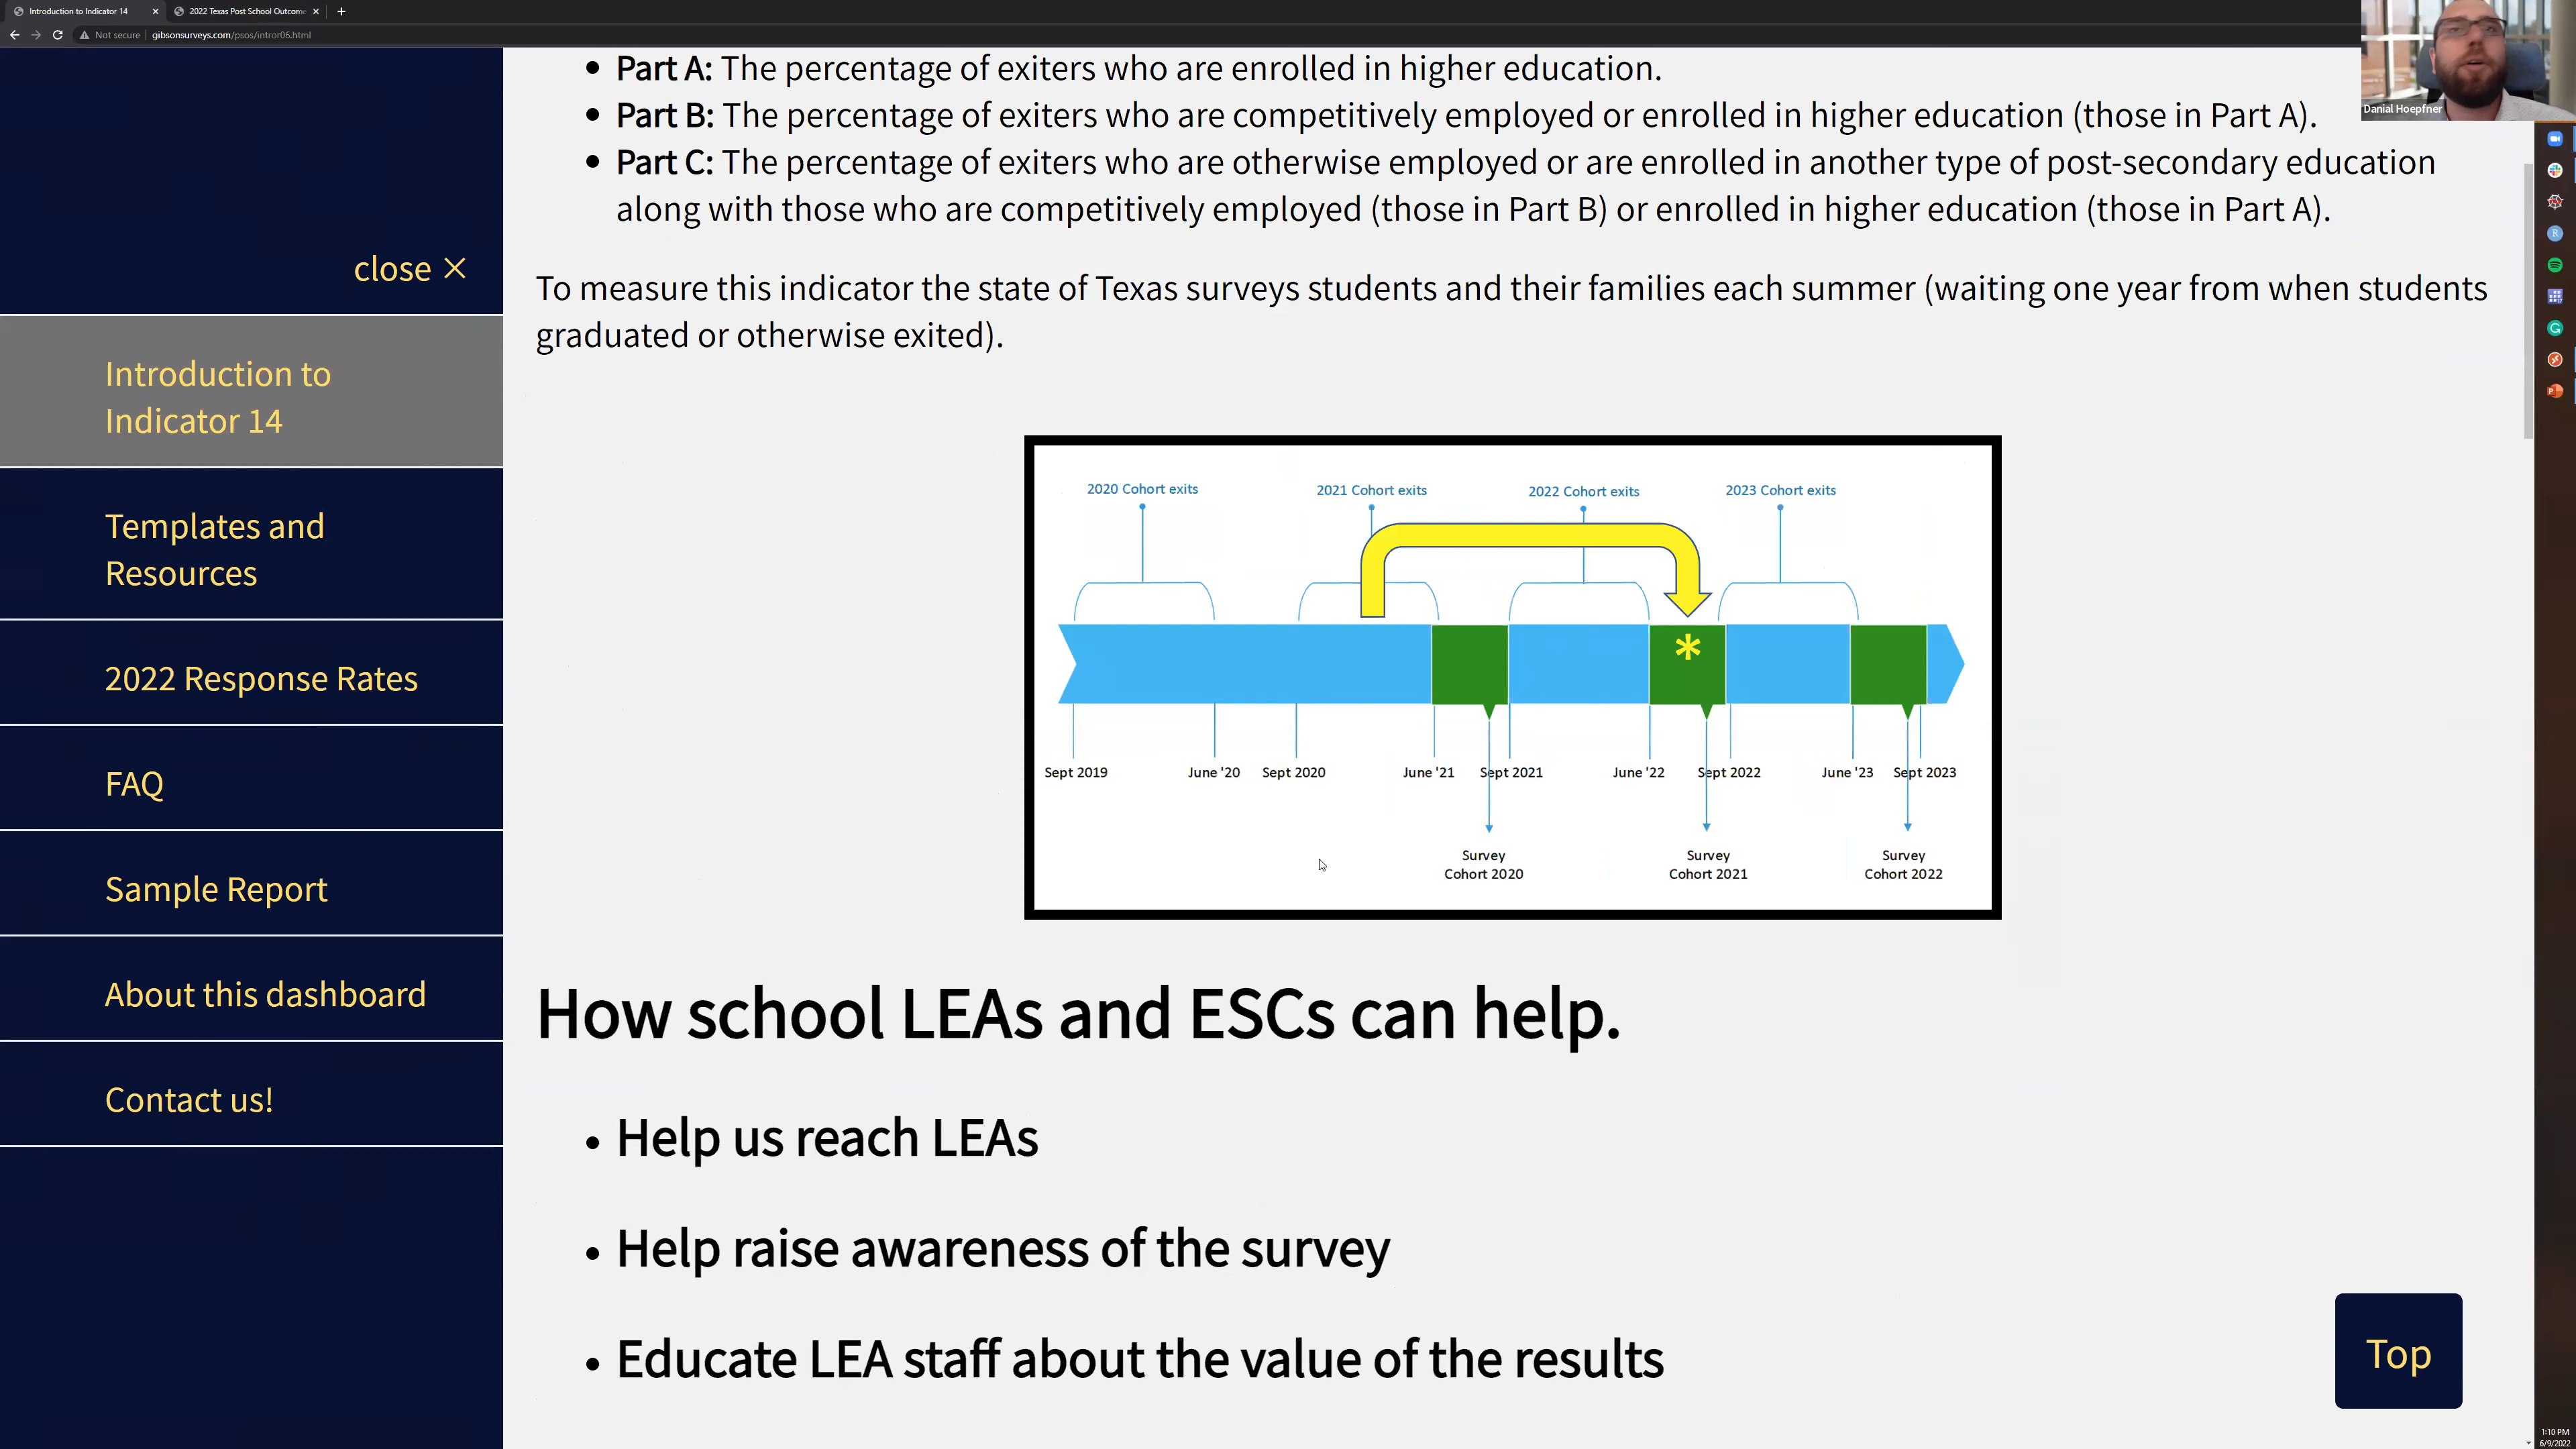 Introduction to Indicator 14
2022 Texas Post School Outcome
Not secure
gibsonsurveys.com/psos/intror06.html
Danial Hoepfner
close
Introduction to
Indicator 14
Templates and
Resources
2022 Response Rates
FAQ
Sample Report
About this dashboard
Contact us!
Part A: The percentage of exiters who are enrolled in higher education.
Part B: The percentage of exiters who are competitively employed or enrolled in higher education (those in Part A).
Part C: The percentage of exiters who are otherwise employed or are enrolled in another type of post-secondary education
along with those who are competitively employed (those in Part B) or enrolled in higher education (those in Part A).
To measure this indicator the state of Texas surveys students and their families each summer (waiting one year from when students
graduated or otherwise exited).
2020 Cohort exits
2021 Cohort exits
2022 Cohort exits
2023 Cohort exits
*
Sept 2019
June '20
Sept 2020
June '21
Sept 2021
June '22
Sept 2022
June '23
Sept 2023
Survey
Cohort 2020
Survey
Cohort 2021
Survey
Cohort 2022
How school LEAs and ESCs can help.
• Help us reach LEAs
• Help raise awareness of the survey
• Educate LEA staff about the value of the results
Top
1:10 PM
6/9/2022